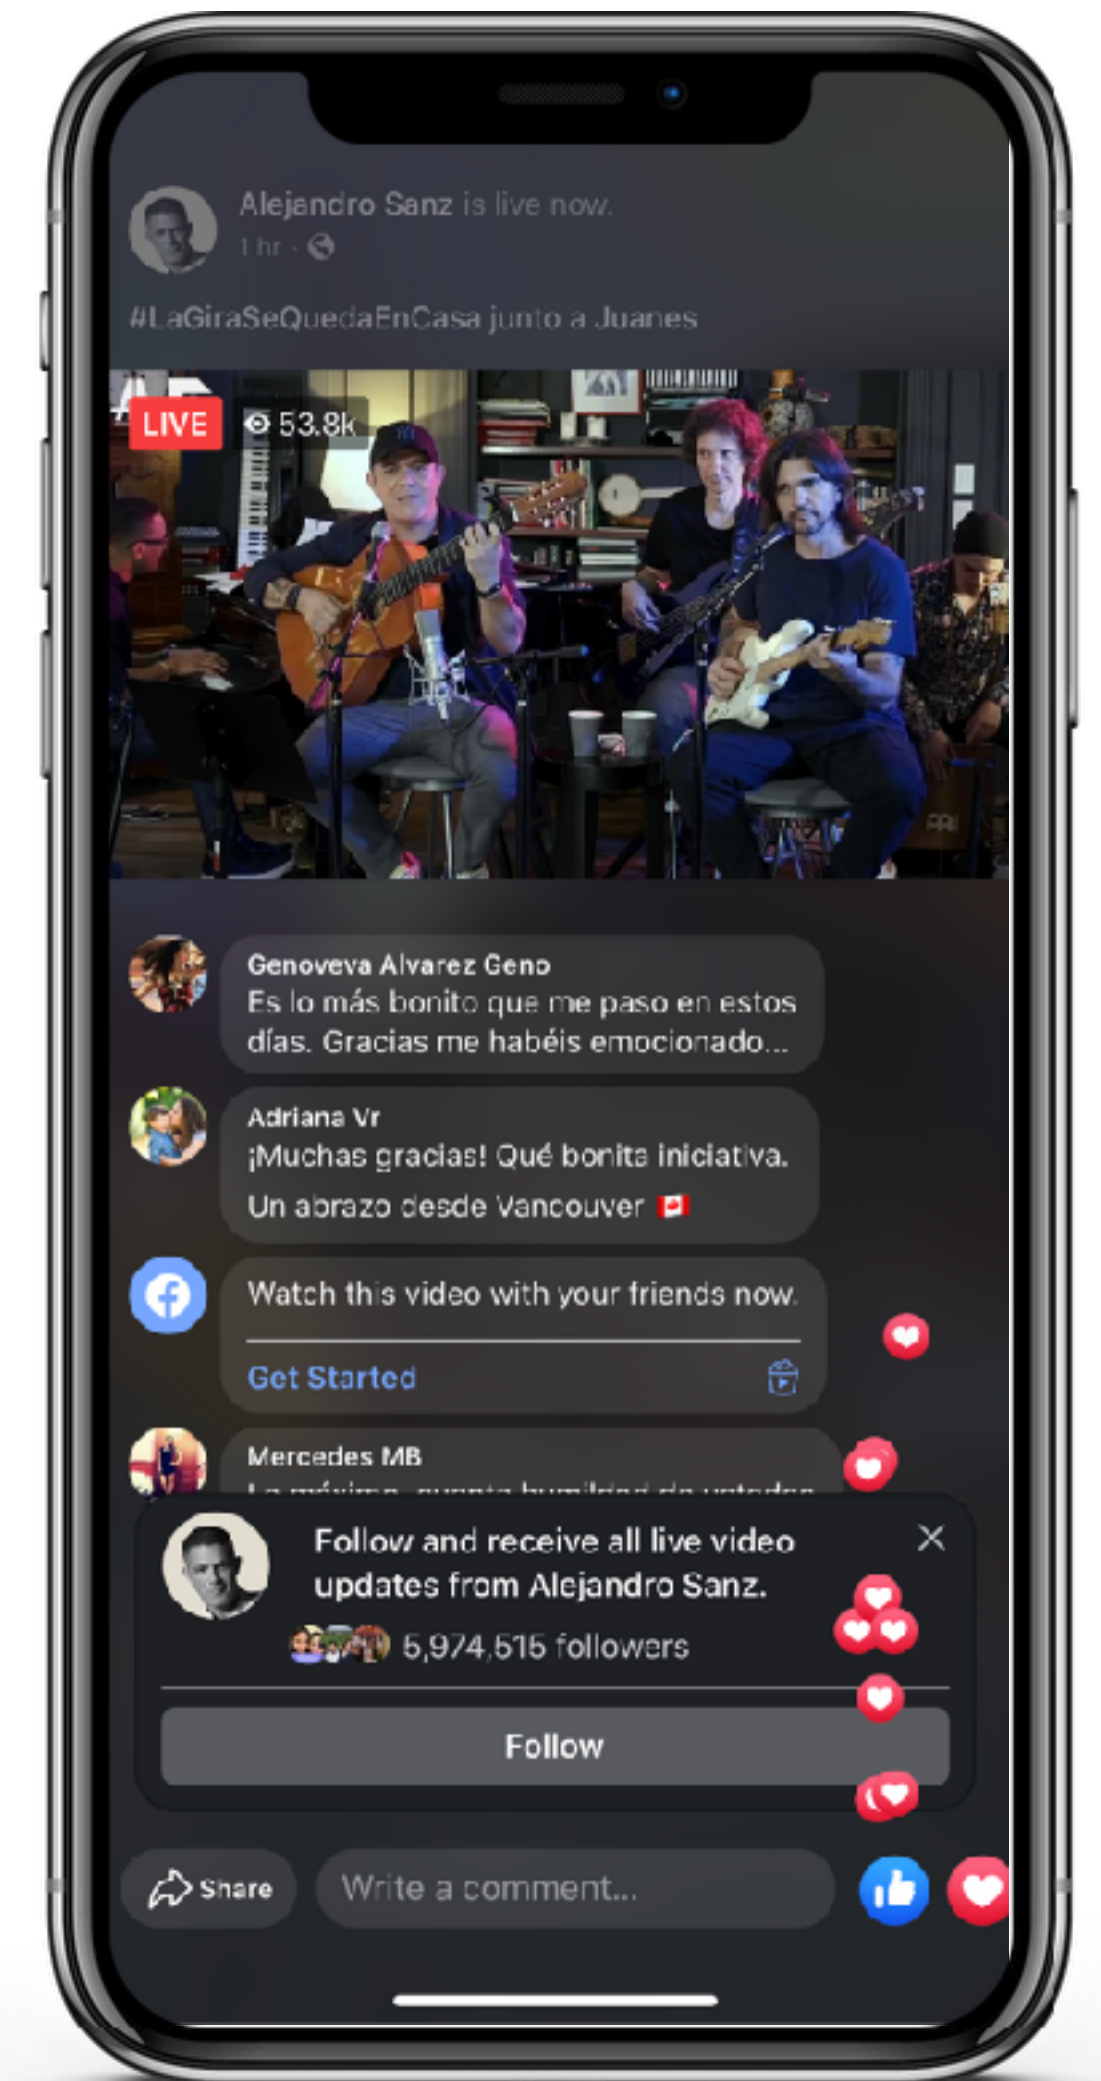 Alejandro Sanz is live now.
1 hr ·
#LaGiraSeQuedaEnCasa junto a Juanes
LIVE 53.8k
Genoveva Alvarez Geno
Es lo más bonito que me paso en estos
días. Gracias me habéis emocionado...
Adriana Vr
¡Muchas gracias! Qué bonita iniciativa.
Un abrazo desde Vancouver 🇨🇦
Watch this video with your friends now.
Get Started
Mercedes MB
Follow and receive all live video
updates from Alejandro Sanz.
5,974,515 followers
Follow
Share Write a comment...